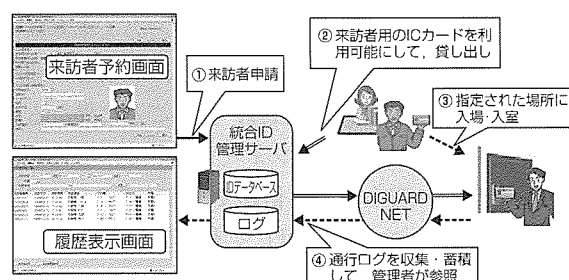 来訪者予約画面
①来訪者申請
②来訪者用のICカードを利
用可能にして，貸し出し
③指定された場所に
入場・入室
統合ID
管理サーバ
IDデータベース
ログ
DIGUARD
NET
履歴表示画面
④通行ログを収集・蓄積
して，管理者が参照